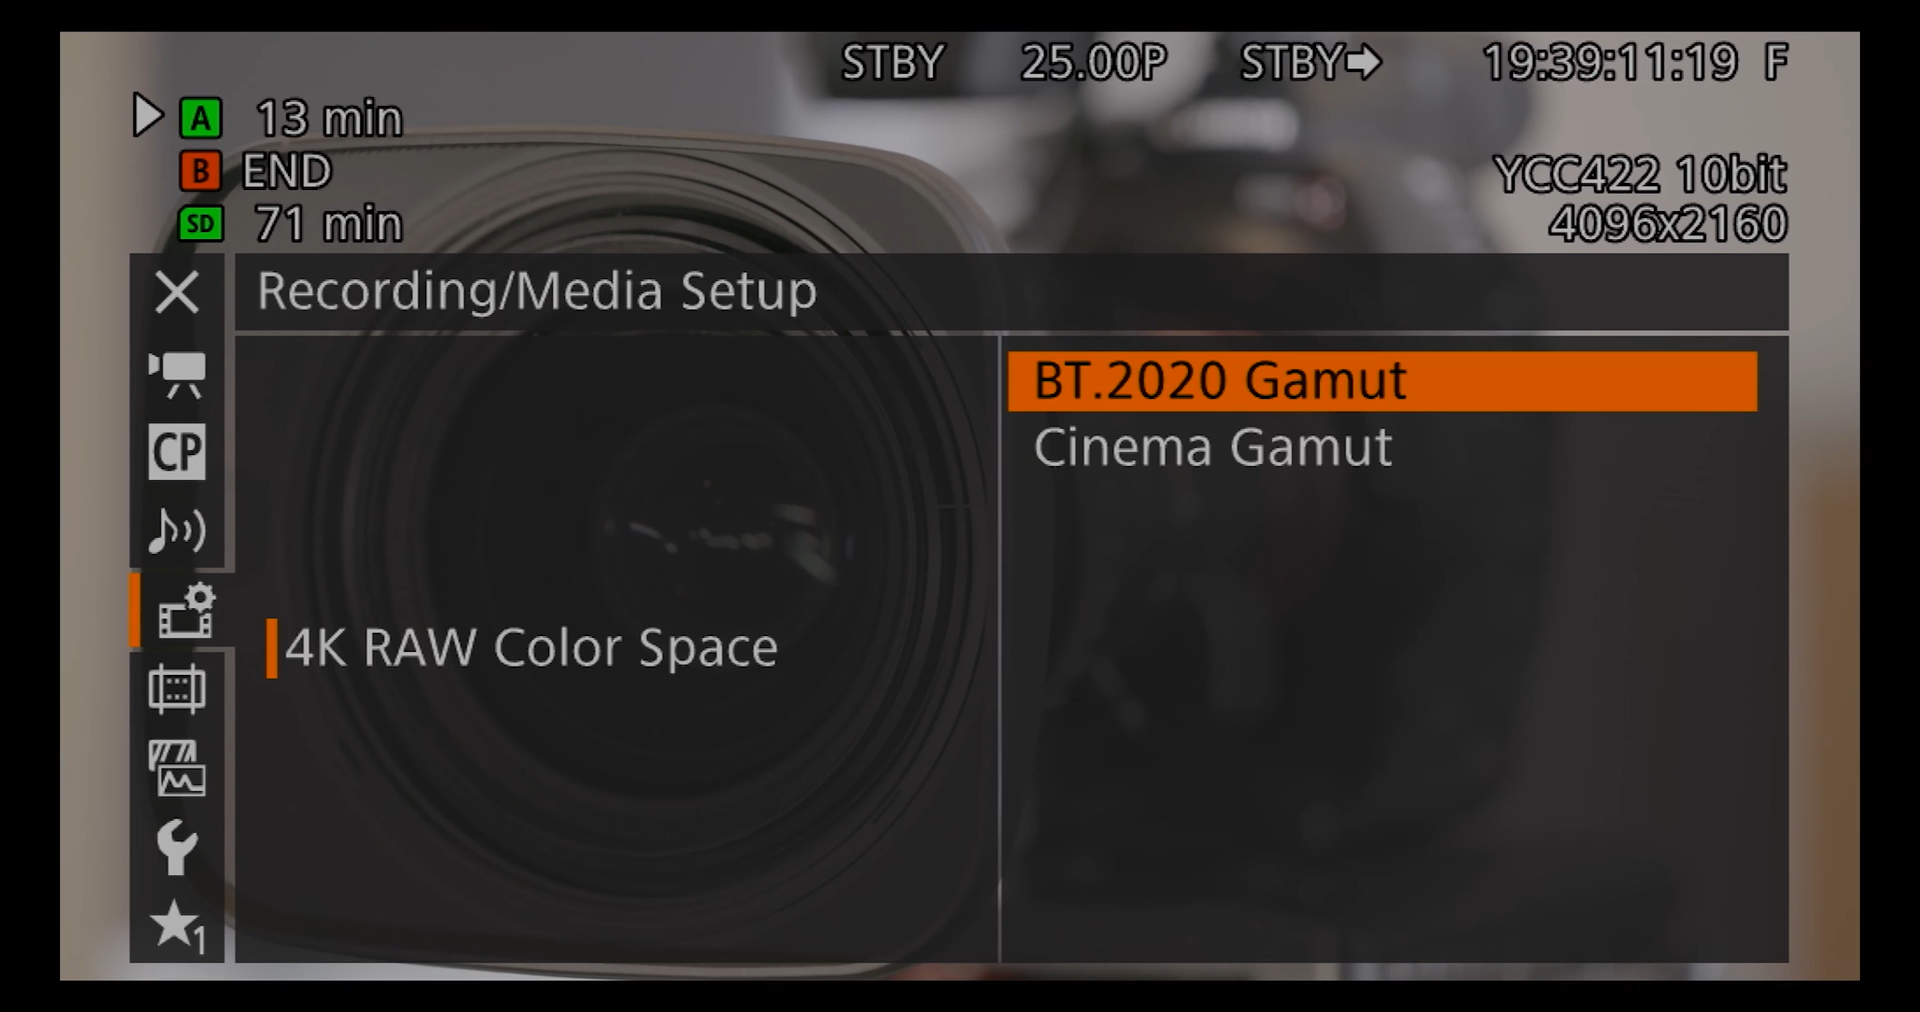 STBY 25.00P STBY➡ 19:39:11:19 F
A 13 min
B END
SD 71 min
YCC422 10bit
4096x2160
Recording/Media Setup
CP
1
4K RAW Color Space
BT.2020 Gamut
Cinema Gamut